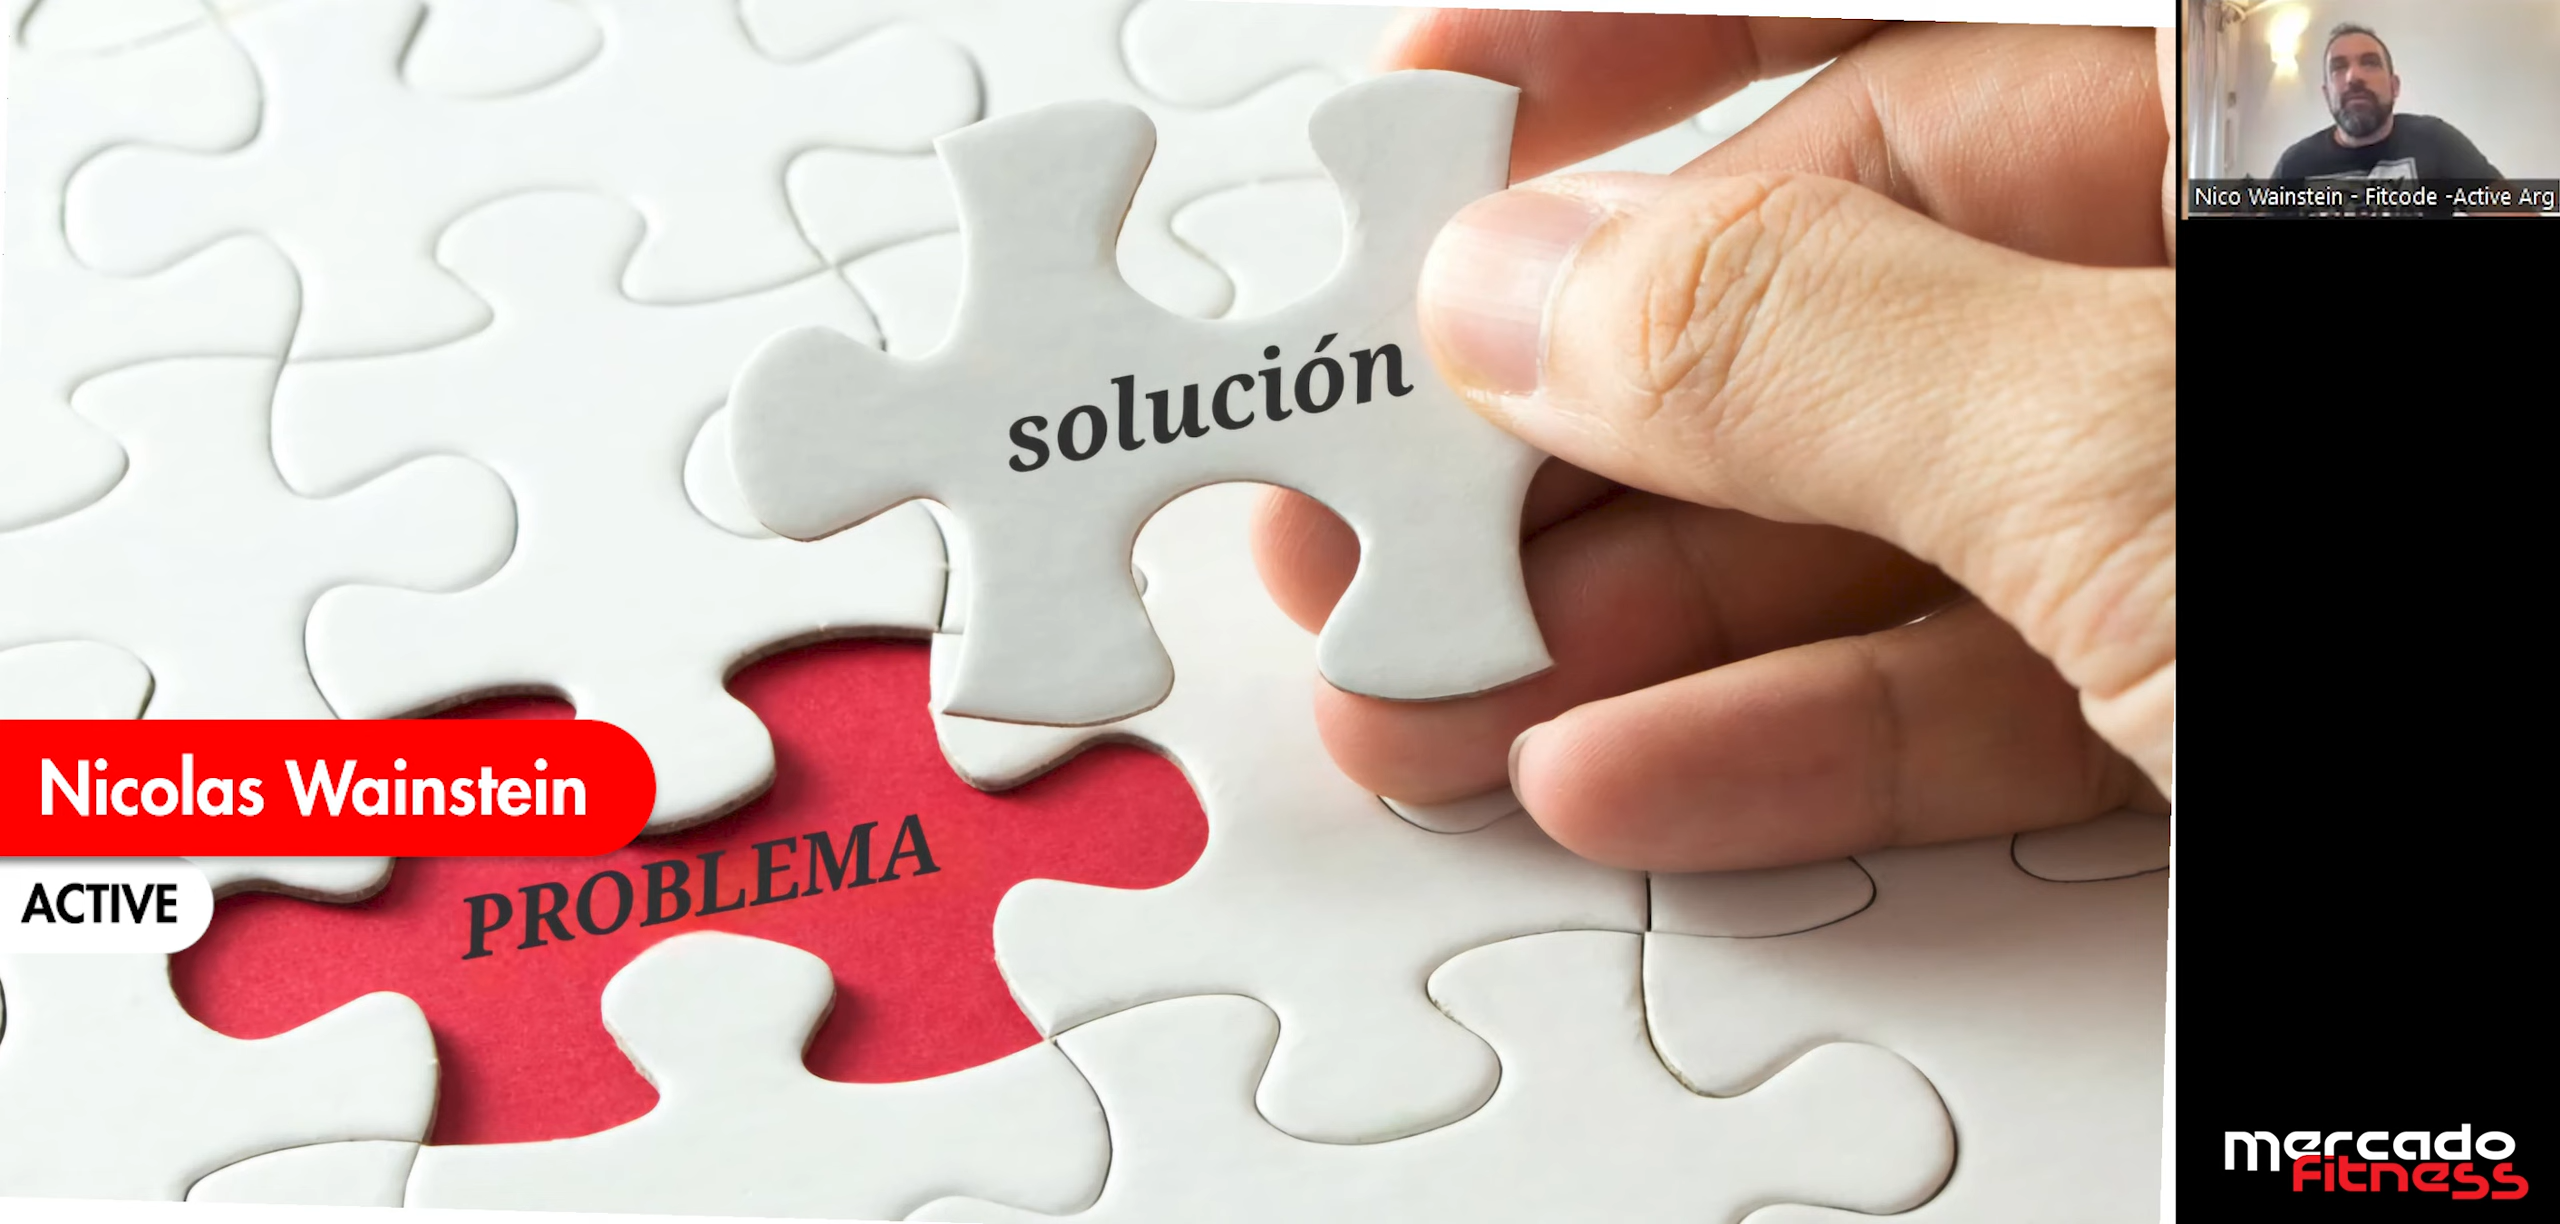 Nico Wainstein - Fitcode -Active Arg
solución
Nicolas Wainstein
PROBLEMA
ACTIVE
mercado
fitness